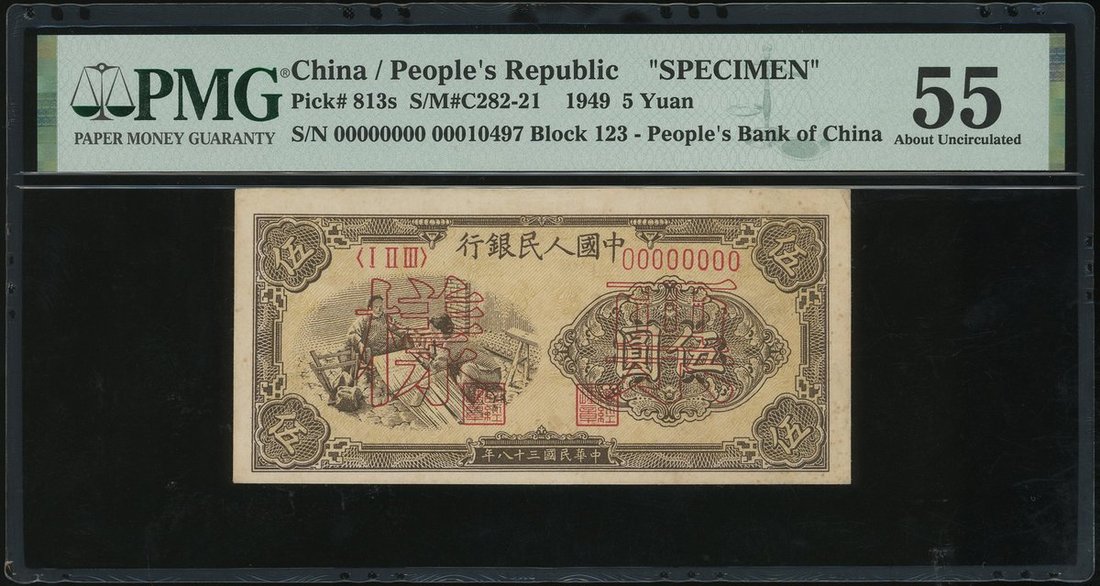 PMG®
PAPER MONEY GUARANTY
China / People's Republic "SPECIMEN"
Pick# 813s S/M#C282-21 1949 5 Yuan
S/N 00000000 00010497 Block 123 - People's Bank of China
55
About Uncirculated
中國人民銀行
伍
伍
〈I II III〉
00000000
票樣
伍圓
伍
伍
中華民國三十八年